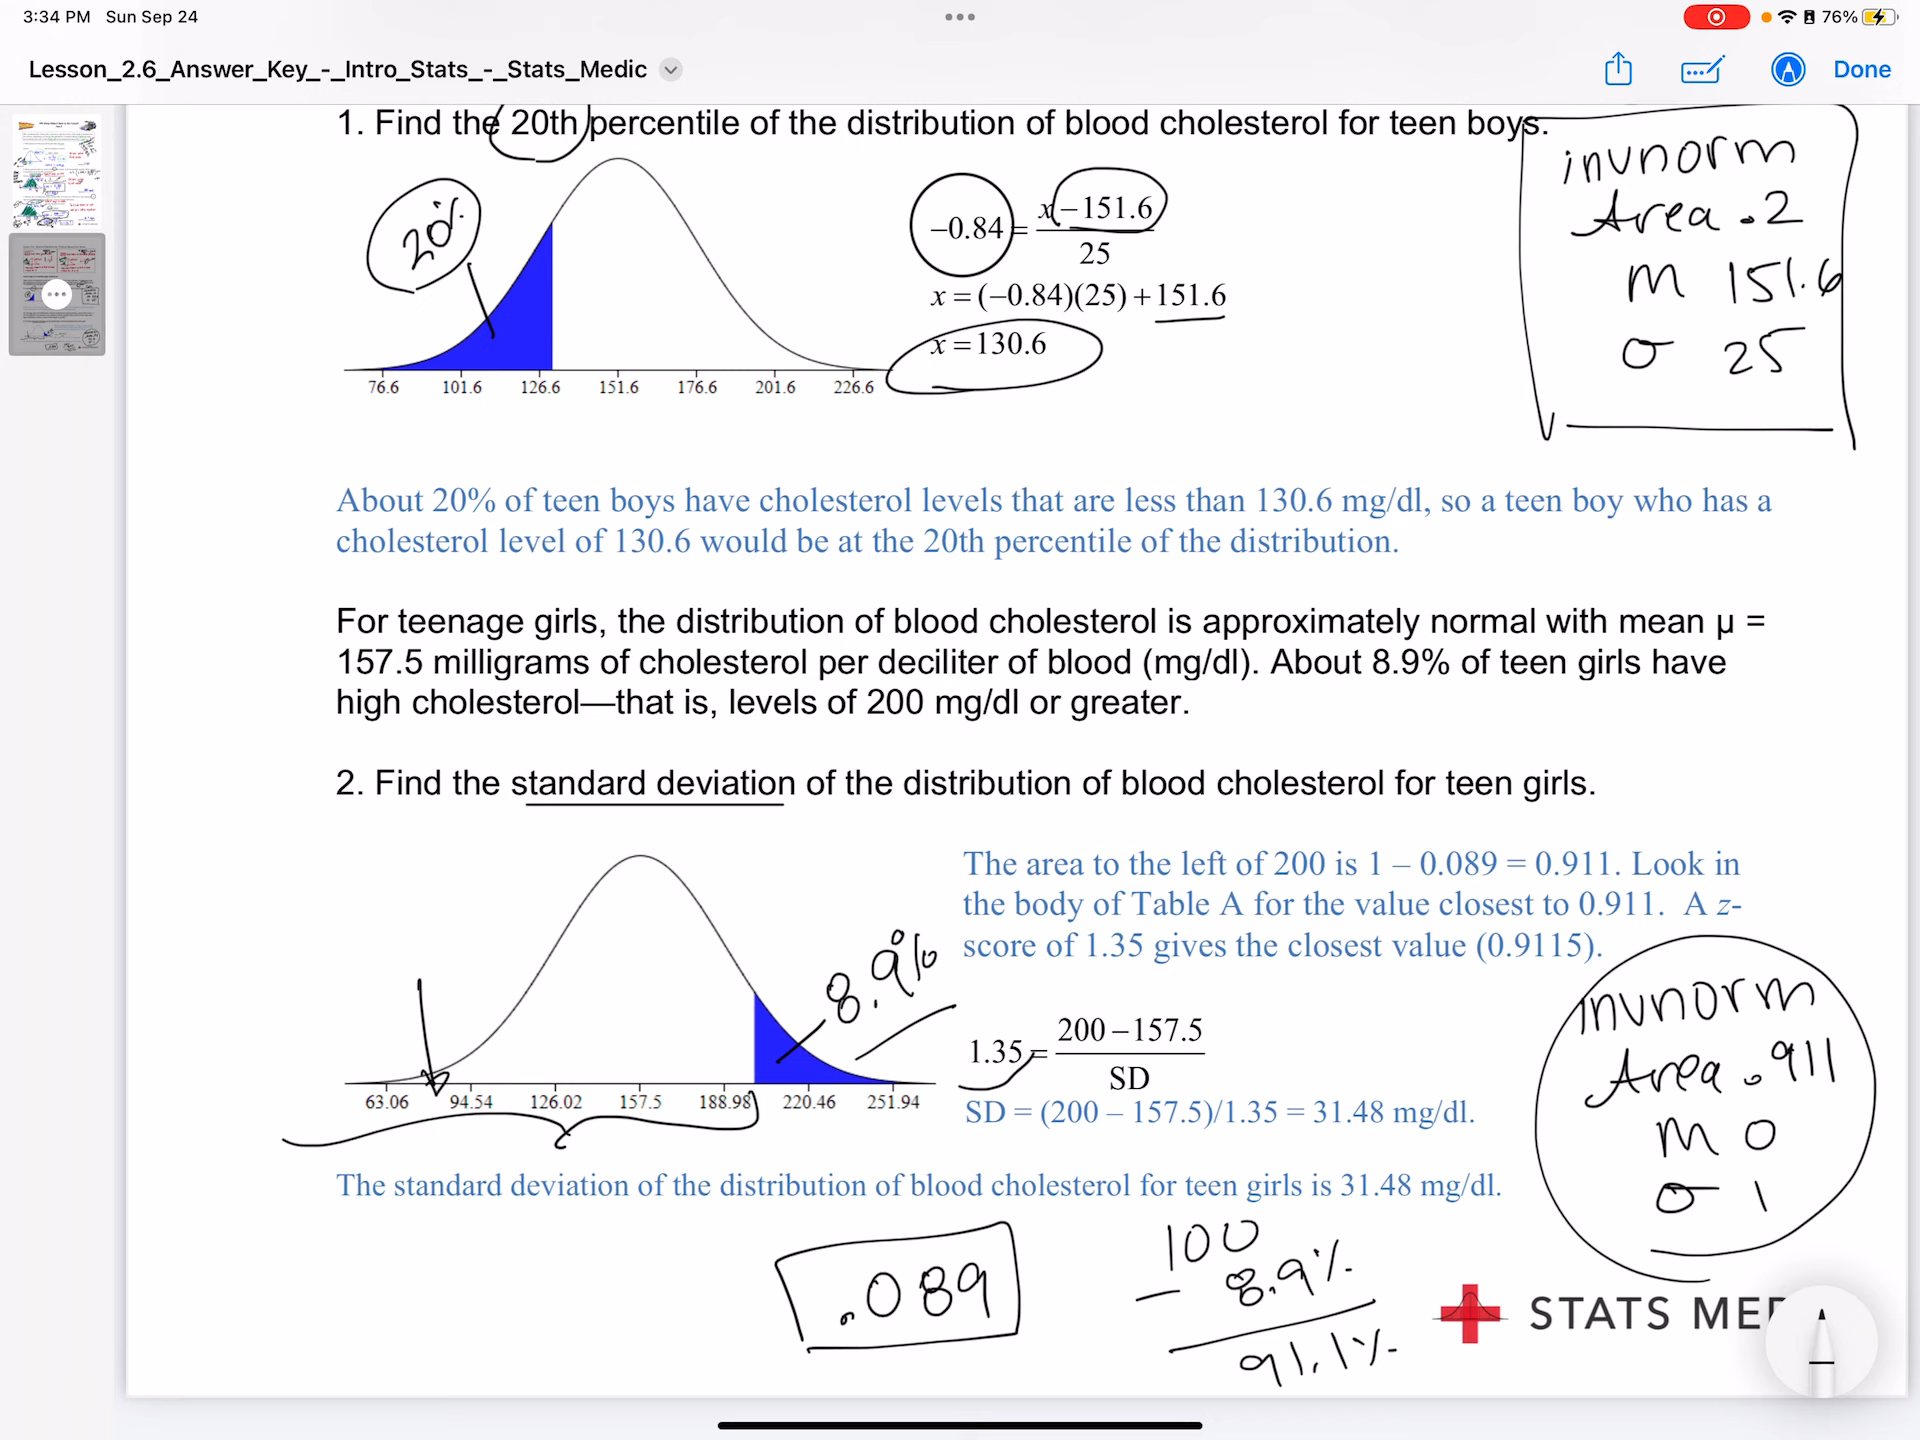 3:34 PM Sun Sep 24
76%
Lesson_2.6_Answer_Key_-_Intro_Stats_-_Stats_Medic
Done
1. Find the 20th percentile of the distribution of blood cholesterol for teen boys.
20%
−0.84 = x − 151.6
25
x = (−0.84)(25) + 151.6
x = 130.6
76.6 101.6 126.6 151.6 176.6 201.6 226.6
invnorm
Area .2
M 151.6
σ 25
About 20% of teen boys have cholesterol levels that are less than 130.6 mg/dl, so a teen boy who has a
cholesterol level of 130.6 would be at the 20th percentile of the distribution.
For teenage girls, the distribution of blood cholesterol is approximately normal with mean μ =
157.5 milligrams of cholesterol per deciliter of blood (mg/dl). About 8.9% of teen girls have
high cholesterol—that is, levels of 200 mg/dl or greater.
2. Find the standard deviation of the distribution of blood cholesterol for teen girls.
The area to the left of 200 is 1 – 0.089 = 0.911. Look in
the body of Table A for the value closest to 0.911. A z-
score of 1.35 gives the closest value (0.9115).
8.9%
1.35 = 200 − 157.5
SD
SD = (200 – 157.5)/1.35 = 31.48 mg/dl.
63.06 94.54 126.02 157.5 188.98 220.46 251.94
invnorm
Area .911
M 0
σ 1
The standard deviation of the distribution of blood cholesterol for teen girls is 31.48 mg/dl.
.089
100
− 8.9%
91.1%
STATS MED